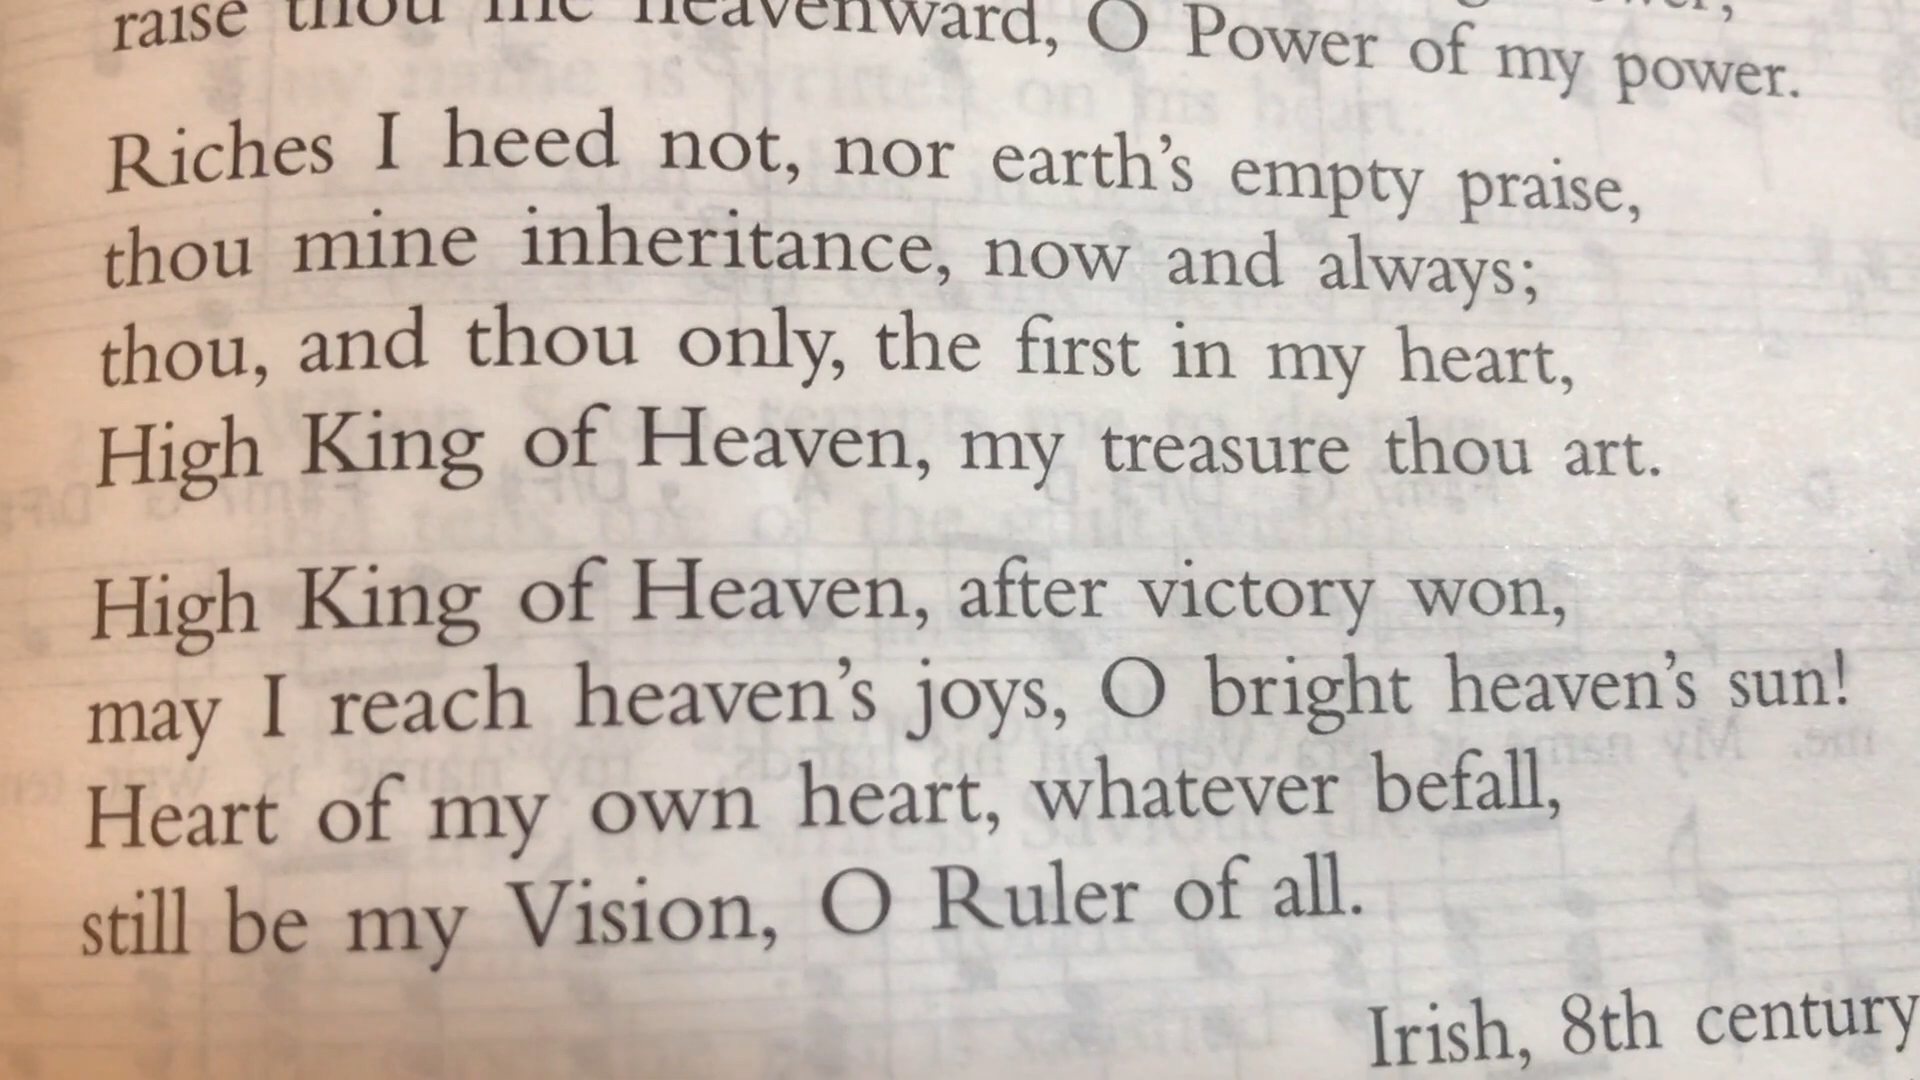 raise thou me heavenward, O Power of my power.
Riches I heed not, nor earth's empty praise,
thou mine inheritance, now and always;
thou, and thou only, the first in my heart,
High King of Heaven, my treasure thou art.
High King of Heaven, after victory won,
may I reach heaven's joys, O bright heaven's sun!
Heart of my own heart, whatever befall,
still be my Vision, O Ruler of all.
Irish, 8th century